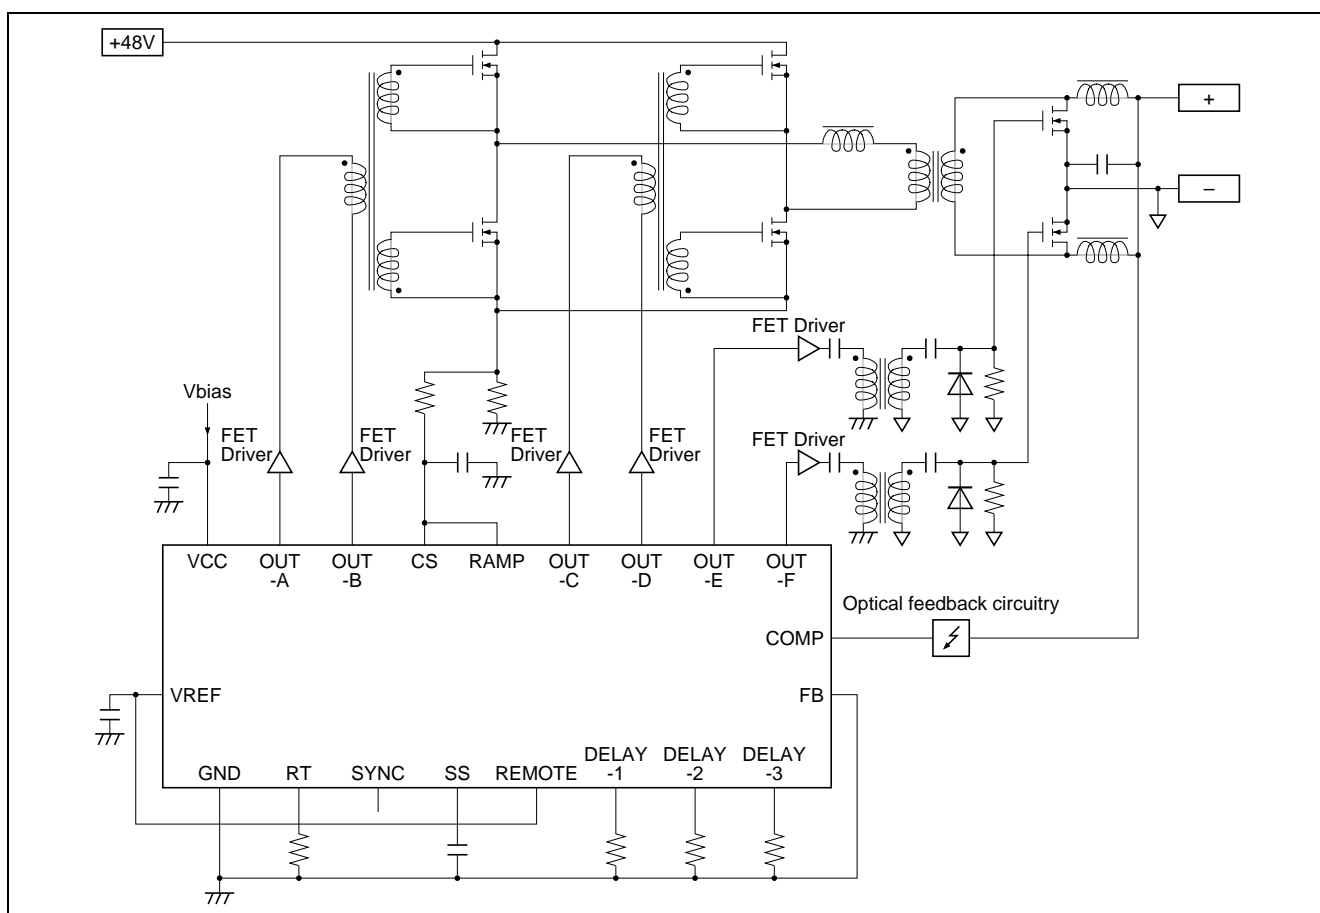 +48V
+
−
FET Driver
Vbias
FET
Driver
FET
Driver
FET
Driver
FET
Driver
FET Driver
VCC
OUT
-A
OUT
-B
CS
RAMP
OUT
-C
OUT
-D
OUT
-E
OUT
-F
Optical feedback circuitry
COMP
VREF
FB
GND
RT
SYNC
SS
REMOTE
DELAY
-1
DELAY
-2
DELAY
-3